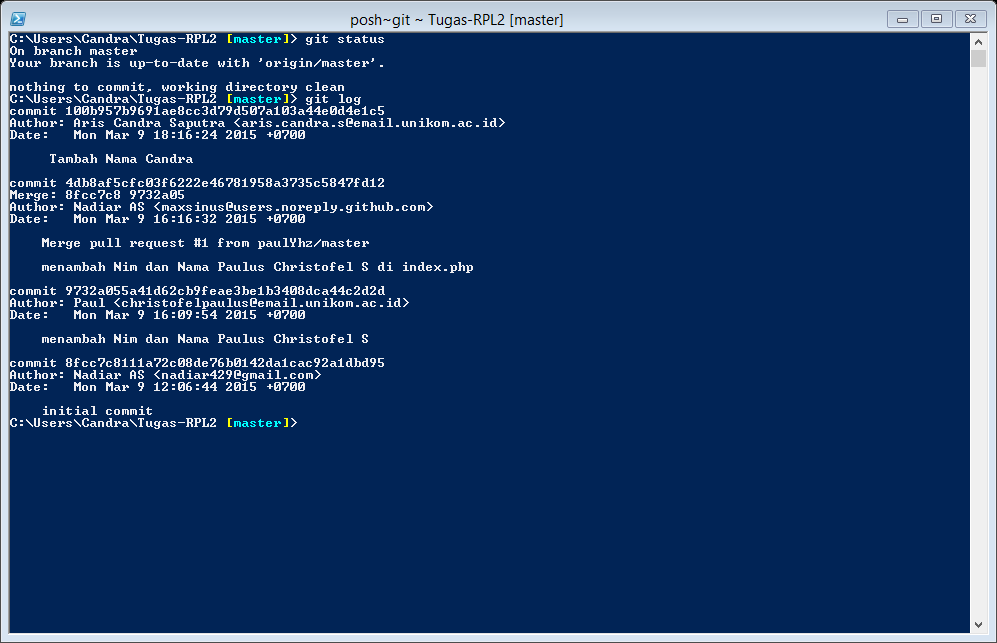 posh~git ~ Tugas-RPL2 [master]
C:\Users\Candra\Tugas-RPL2 [master]> git status
On branch master
Your branch is up-to-date with 'origin/master'.
nothing to commit, working directory clean
C:\Users\Candra\Tugas-RPL2 [master]> git log
commit 100b957b9691ae8cc3d79d507a103a44e0d4e1c5
Author: Aris Candra Saputra <aris.candra.s@email.unikom.ac.id>
Date:   Mon Mar 9 18:16:24 2015 +0700
     Tambah Nama Candra
commit 4db8af5cfc03f6222e46781958a3735c5847fd12
Merge: 8fcc7c8 9732a05
Author: Nadiar AS <maxsinus@users.noreply.github.com>
Date:   Mon Mar 9 16:16:32 2015 +0700
    Merge pull request #1 from paulYhz/master
    menambah Nim dan Nama Paulus Christofel S di index.php
commit 9732a055a41d62cb9feae3be1b3408dca44c2d2d
Author: Paul <christofelpaulus@email.unikom.ac.id>
Date:   Mon Mar 9 16:09:54 2015 +0700
    menambah Nim dan Nama Paulus Christofel S
commit 8fcc7c8111a72c08de76b0142da1cac92a1dbd95
Author: Nadiar AS <nadiar429@gmail.com>
Date:   Mon Mar 9 12:06:44 2015 +0700
    initial commit
C:\Users\Candra\Tugas-RPL2 [master]>